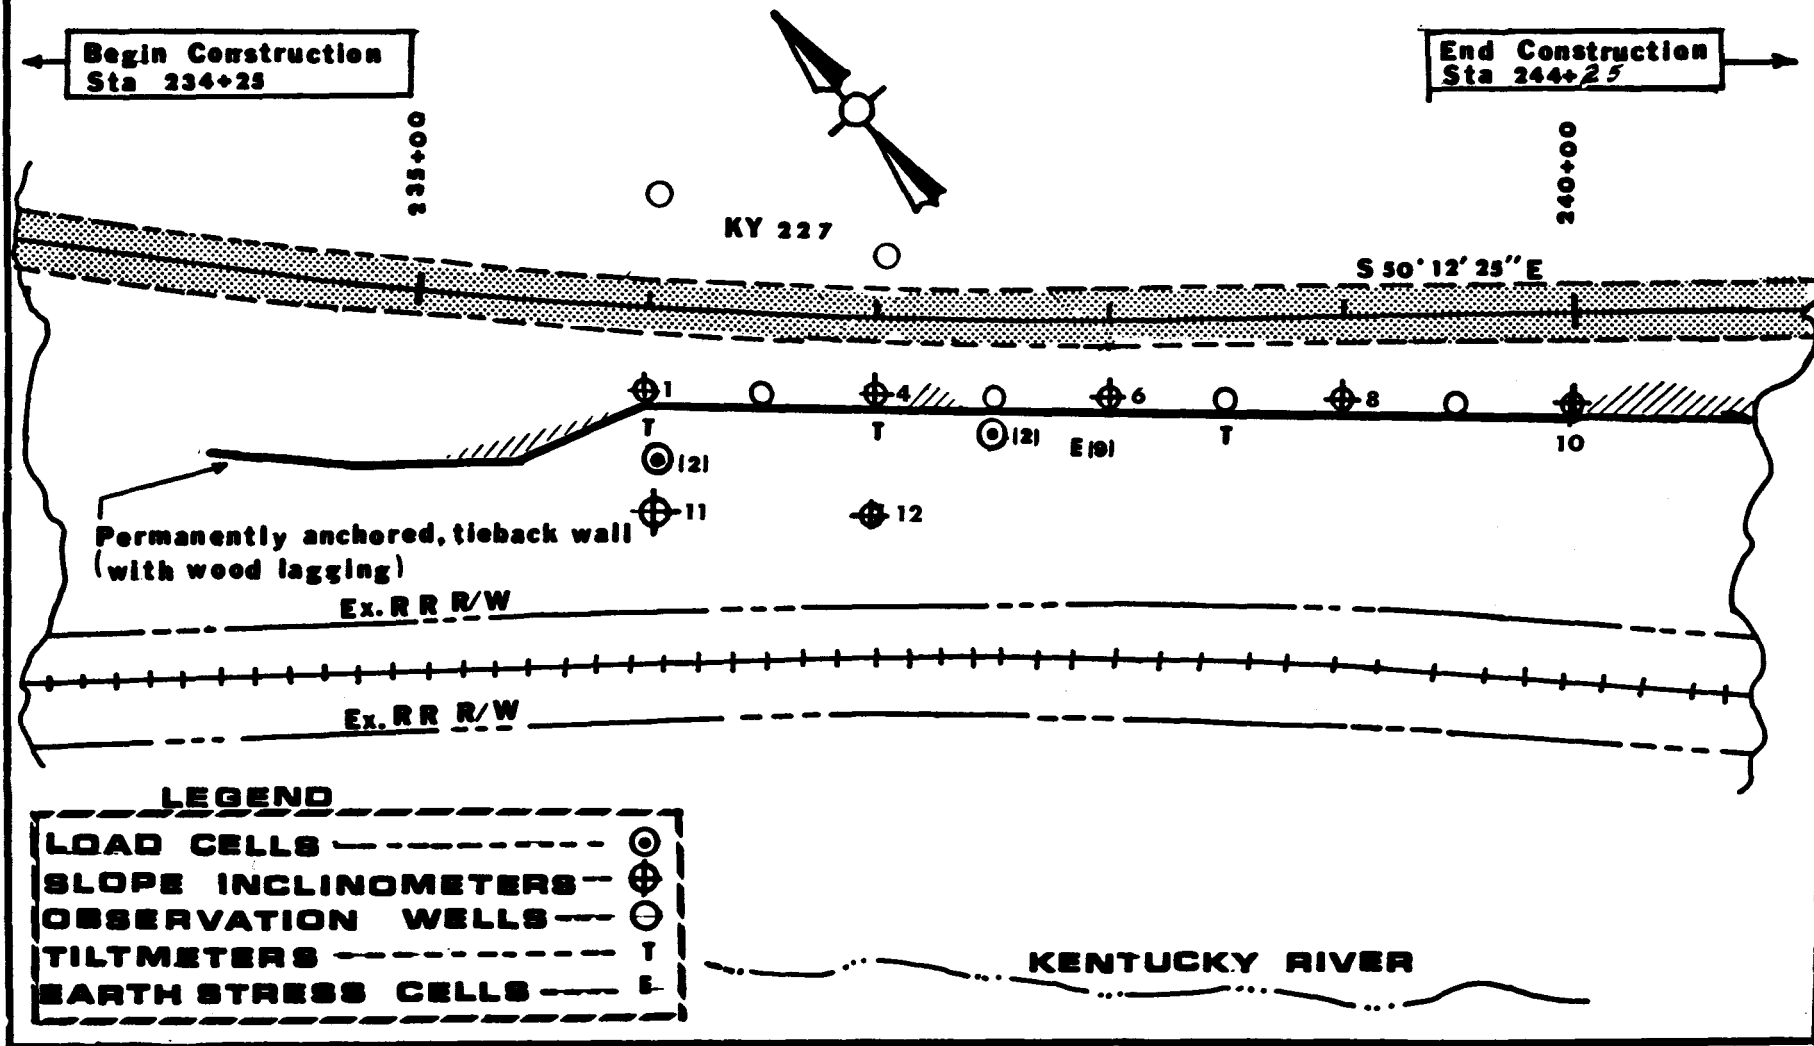 Begin Construction
Sta 234+25
End Construction
Sta 244+25
235+00
240+00
KY 227
S 50° 12' 25" E
1
4
6
8
10
T
T
T
(2)
(2)
E (9)
11
12
Permanently anchored, tieback wall
(with wood lagging)
Ex. R R R/W
Ex. RR R/W
LEGEND
LOAD CELLS
SLOPE INCLINOMETERS
OBSERVATION WELLS
TILTMETERS T
EARTH STRESS CELLS E
KENTUCKY RIVER